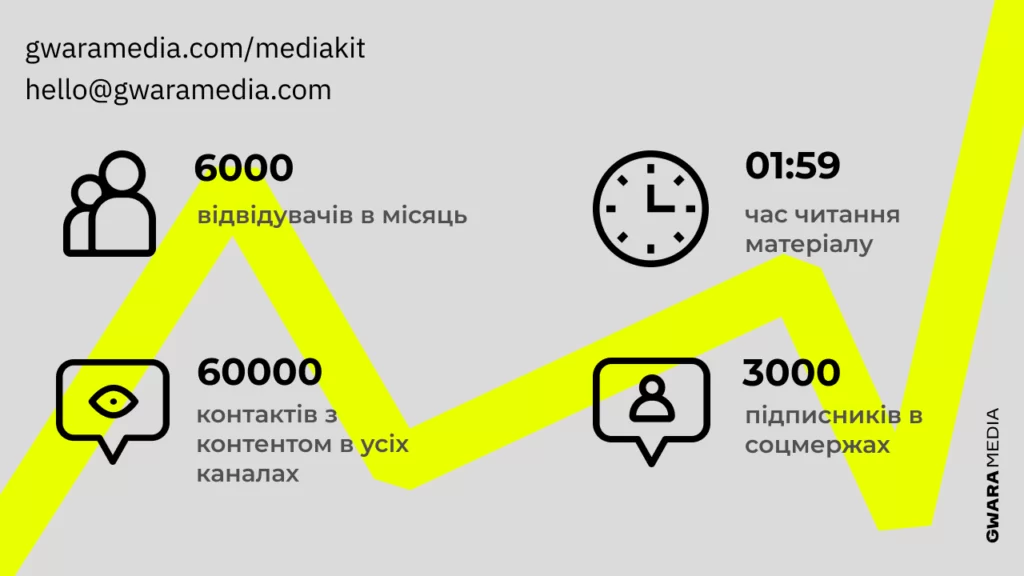 gwaramedia.com/mediakit
hello@gwaramedia.com
6000
відвідувачів в місяць
01:59
час читання
матеріалу
60000
контактів з
контентом в усіх
каналах
3000
підписників в
соцмержах
GWARAMEDIA